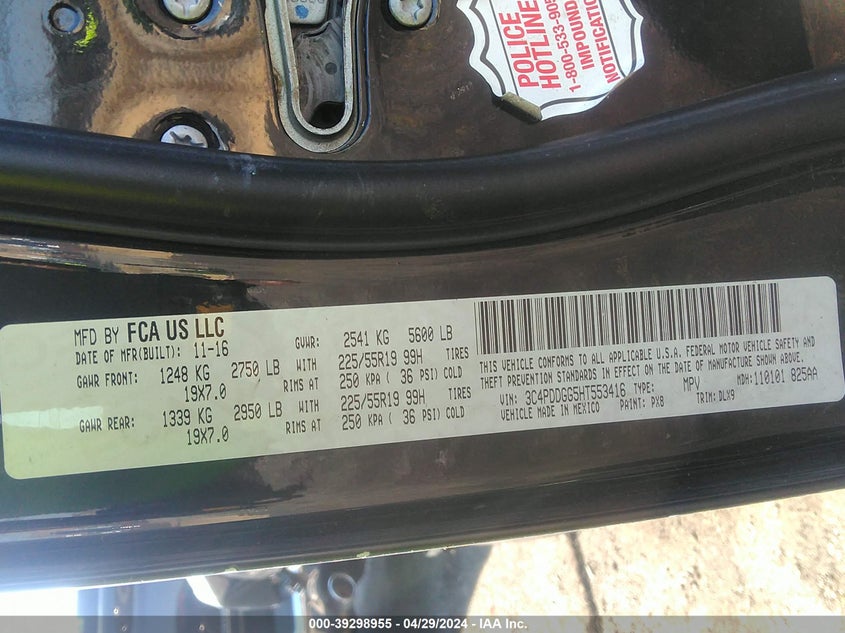 POLICE
HOTLINE
1-800-533-905
IMPOUND
NOTIFICATION
MFD BY FCA US LLC
DATE OF MFR(BUILT): 11-16
GVWR: 2541 KG 5600 LB
GAWR FRONT: 1248 KG 2750 LB WITH 225/55R19 99H TIRES
19X7.0 RIMS AT 250 KPA ( 36 PSI) COLD
GAWR REAR: 1339 KG 2950 LB WITH 225/55R19 99H TIRES
19X7.0 RIMS AT 250 KPA ( 36 PSI) COLD
THIS VEHICLE CONFORMS TO ALL APPLICABLE U.S.A. FEDERAL MOTOR VEHICLE SAFETY AND
THEFT PREVENTION STANDARDS IN EFFECT ON THE DATE OF MANUFACTURE SHOWN ABOVE.
VIN: 3C4PDDGG5HT553416 TYPE: MPV MDH:110101 825AA
VEHICLE MADE IN MEXICO PAINT: PX8 TRIM:DLX9
000-39298955 - 04/29/2024 - IAA Inc.